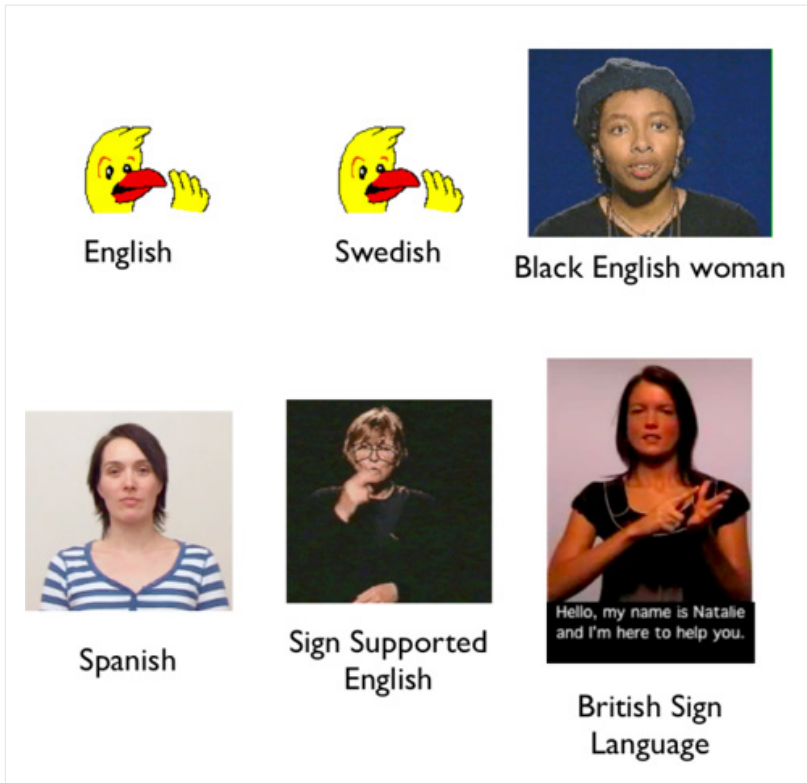 English
Swedish
Black English woman
Spanish
Sign Supported
English
Hello, my name is Natalie
and I'm here to help you.
British Sign
Language